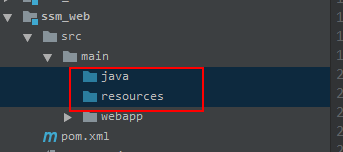 ssm_web
src
main
java
resources
webapp
pom.xml